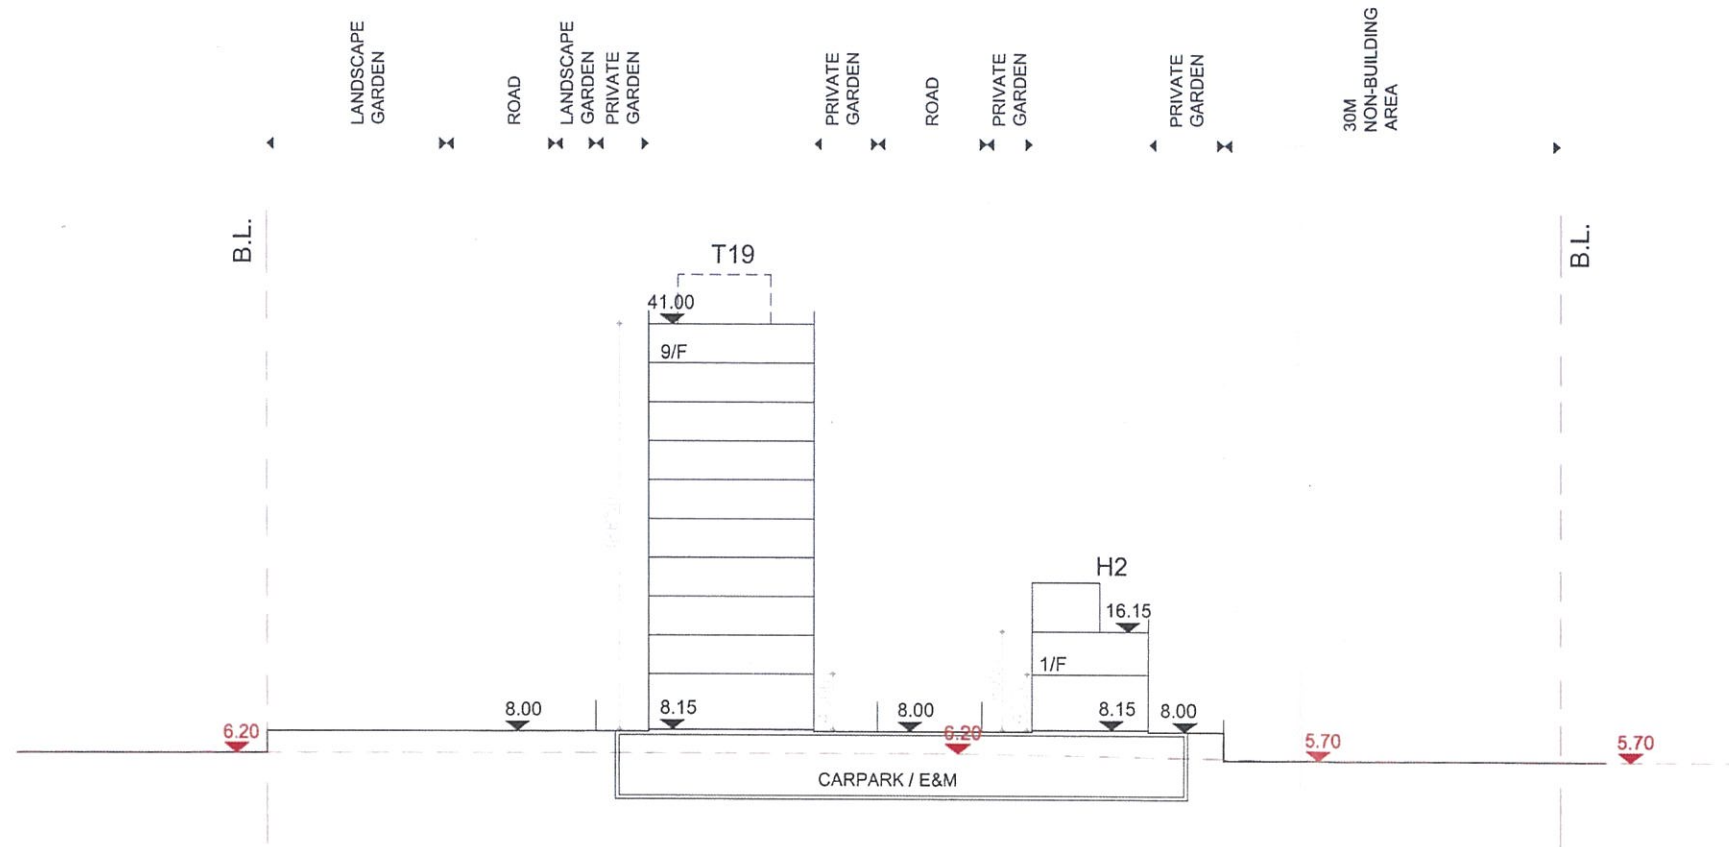 LANDSCAPE
GARDEN
ROAD
LANDSCAPE
GARDEN
PRIVATE
GARDEN
PRIVATE
GARDEN
ROAD
PRIVATE
GARDEN
PRIVATE
GARDEN
30M
NON-BUILDING
AREA
B.L.
B.L.
T19
41.00
9/F
H2
16.15
1/F
8.00
8.15
8.00
8.15
8.00
6.20
6.20
5.70
5.70
CARPARK / E&M